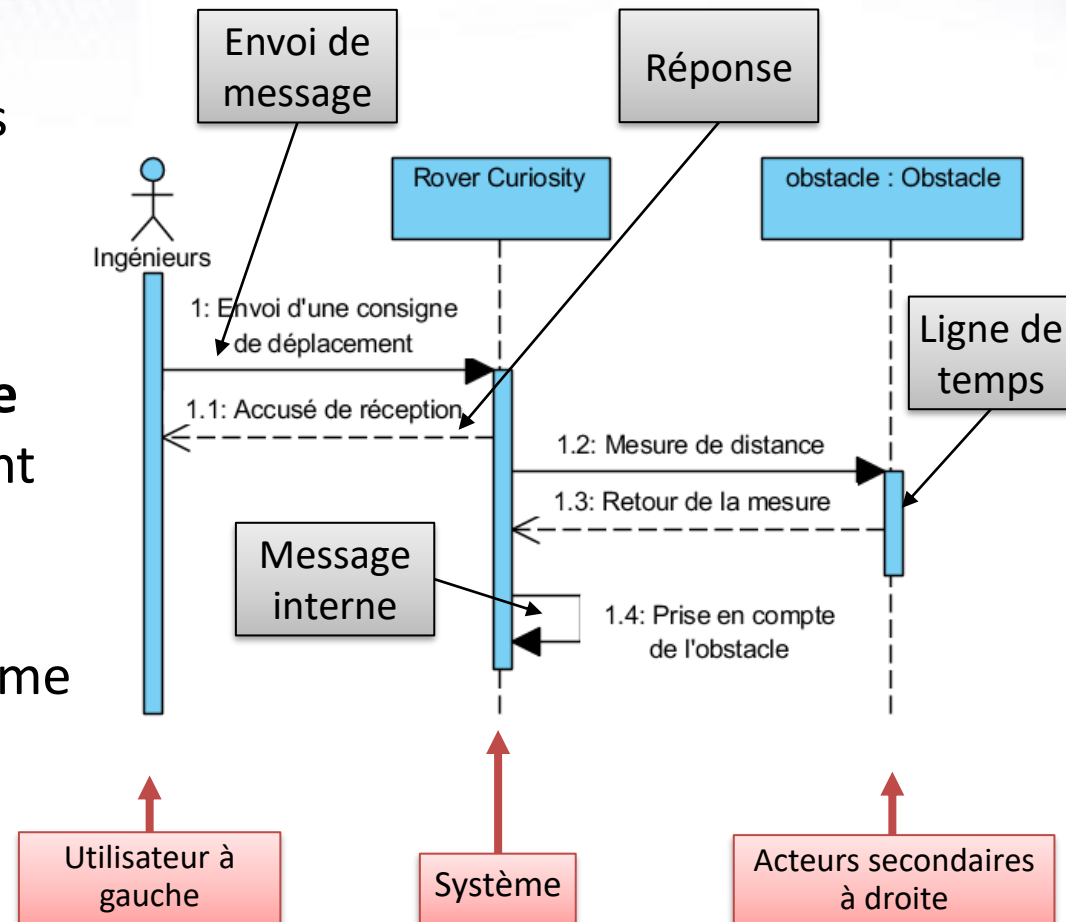 Envoi de
message
Réponse
s
Rover Curiosity
obstacle : Obstacle
Ingénieurs
1: Envoi d'une consigne
de déplacement
Ligne de
temps
e
1.1: Accusé de réception
nt
1.2: Mesure de distance
1.3: Retour de la mesure
Message
interne
1.4: Prise en compte
de l'obstacle
me
Utilisateur à
gauche
Système
Acteurs secondaires
à droite